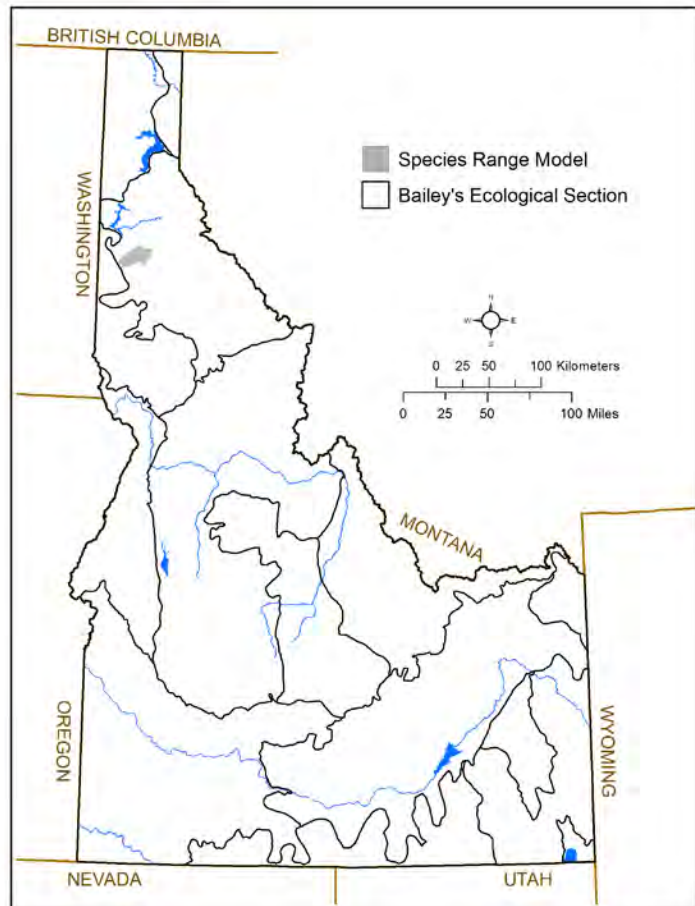 BRITISH COLUMBIA
WASHINGTON
Species Range Model
Bailey's Ecological Section
N
W E
S
0 25 50 100 Kilometers
0 25 50 100 Miles
MONTANA
OREGON
WYOMING
NEVADA
UTAH